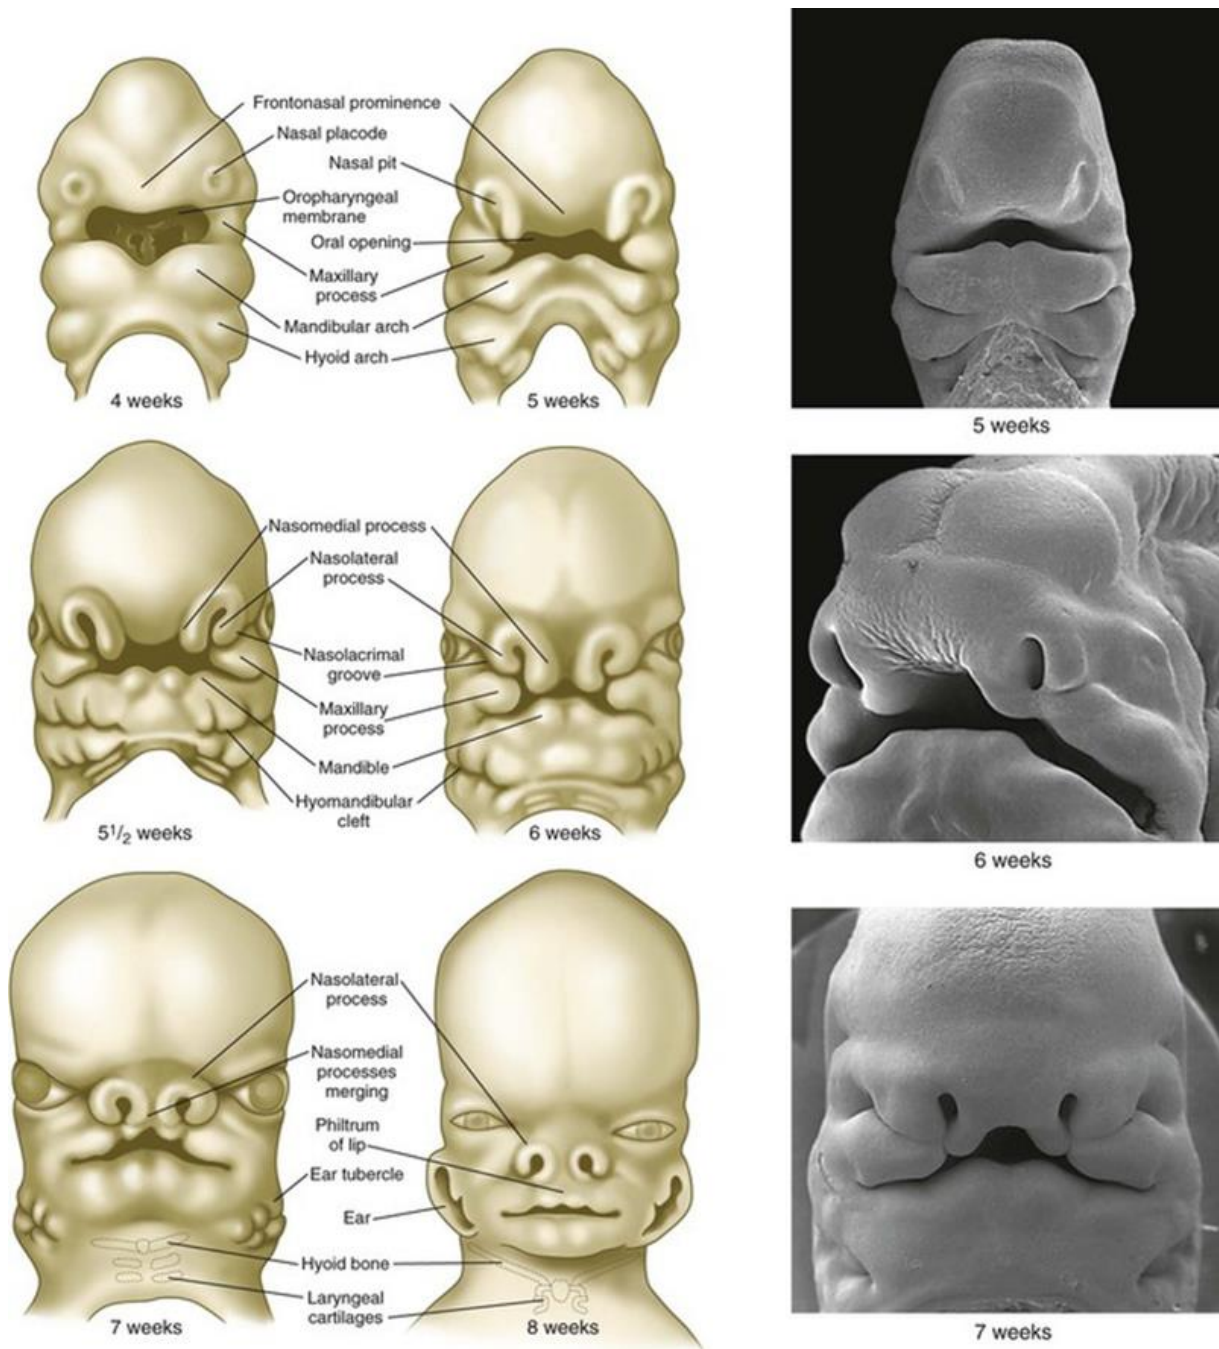 Frontonasal prominence
Nasal placode
Nasal pit
Oropharyngeal
membrane
Oral opening
Maxillary
process
Mandibular arch
Hyoid arch
4 weeks
5 weeks
5 weeks
Nasomedial process
Nasolateral
process
Nasolacrimal
groove
Maxillary
process
Mandible
Hyomandibular
cleft
5 1/2 weeks
6 weeks
6 weeks
Nasolateral
process
Nasomedial
processes
merging
Philtrum
of lip
Ear tubercle
Ear
Hyoid bone
Laryngeal
cartilages
7 weeks
8 weeks
7 weeks